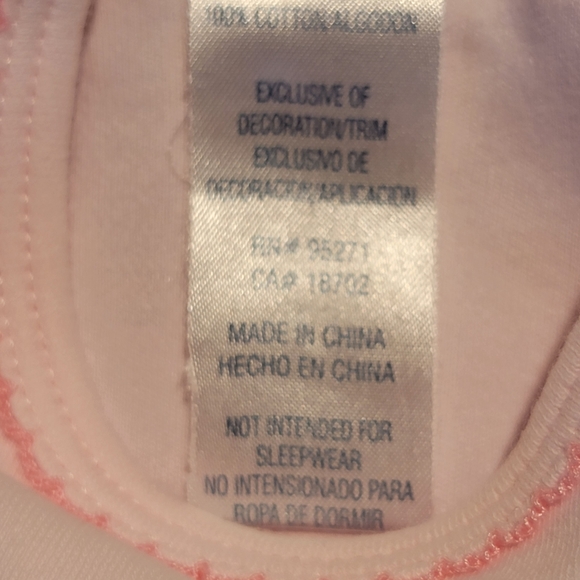 100% COTTON/ALGODON
EXCLUSIVE OF
DECORATION/TRIM
EXCLUSIVO DE
DECORACION/APLICACION
RN# 95271
CA# 18702
MADE IN CHINA
HECHO EN CHINA
NOT INTENDED FOR
SLEEPWEAR
NO INTENSIONADO PARA
ROPA DE DORMIR